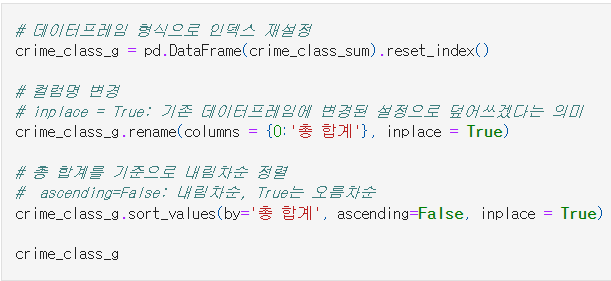 # 데이터프레임 형식으로 인덱스 재설정
crime_class_g = pd.DataFrame(crime_class_sum).reset_index()
# 컬럼명 변경
# inplace = True: 기존 데이터프레임에 변경된 설정으로 덮어쓰겠다는 의미
crime_class_g.rename(columns = {0:'총 합계'}, inplace = True)
# 총 합계를 기준으로 내림차순 정렬
#  ascending=False: 내림차순, True는 오름차순
crime_class_g.sort_values(by='총 합계', ascending=False, inplace = True)
crime_class_g